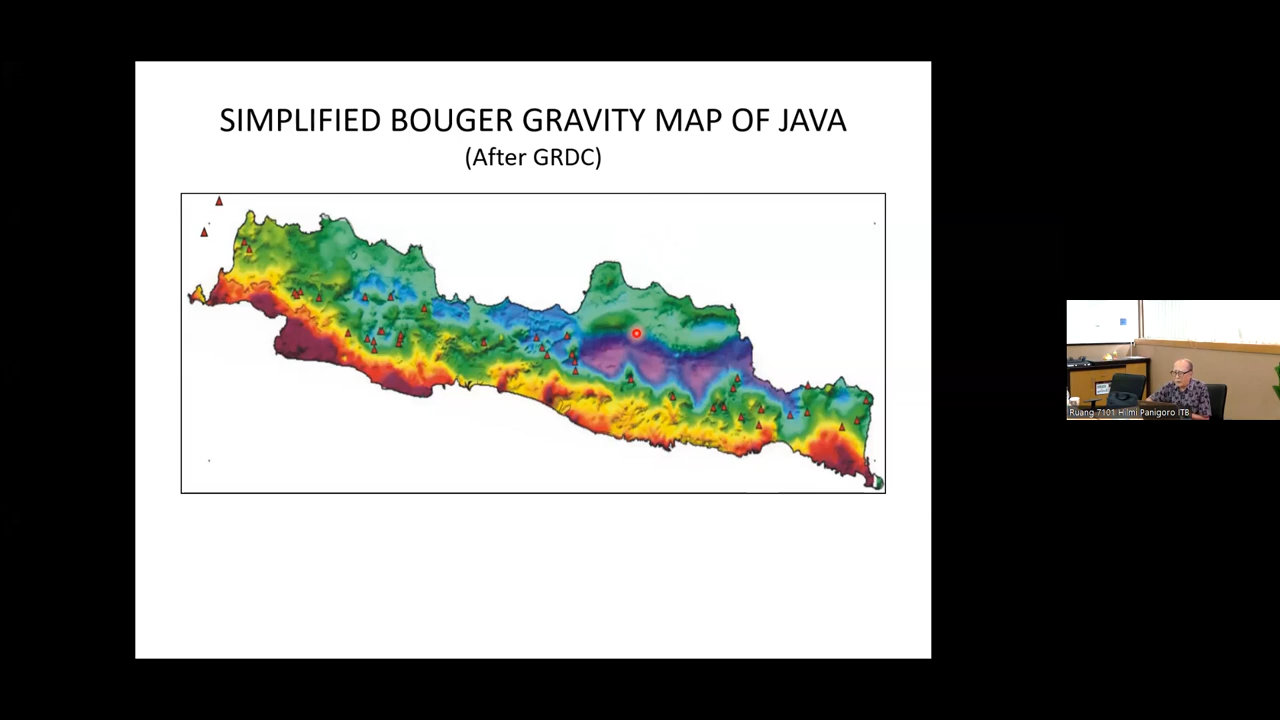 SIMPLIFIED BOUGER GRAVITY MAP OF JAVA
(After GRDC)
Ruang 7101 Hilmi Panigoro ITB